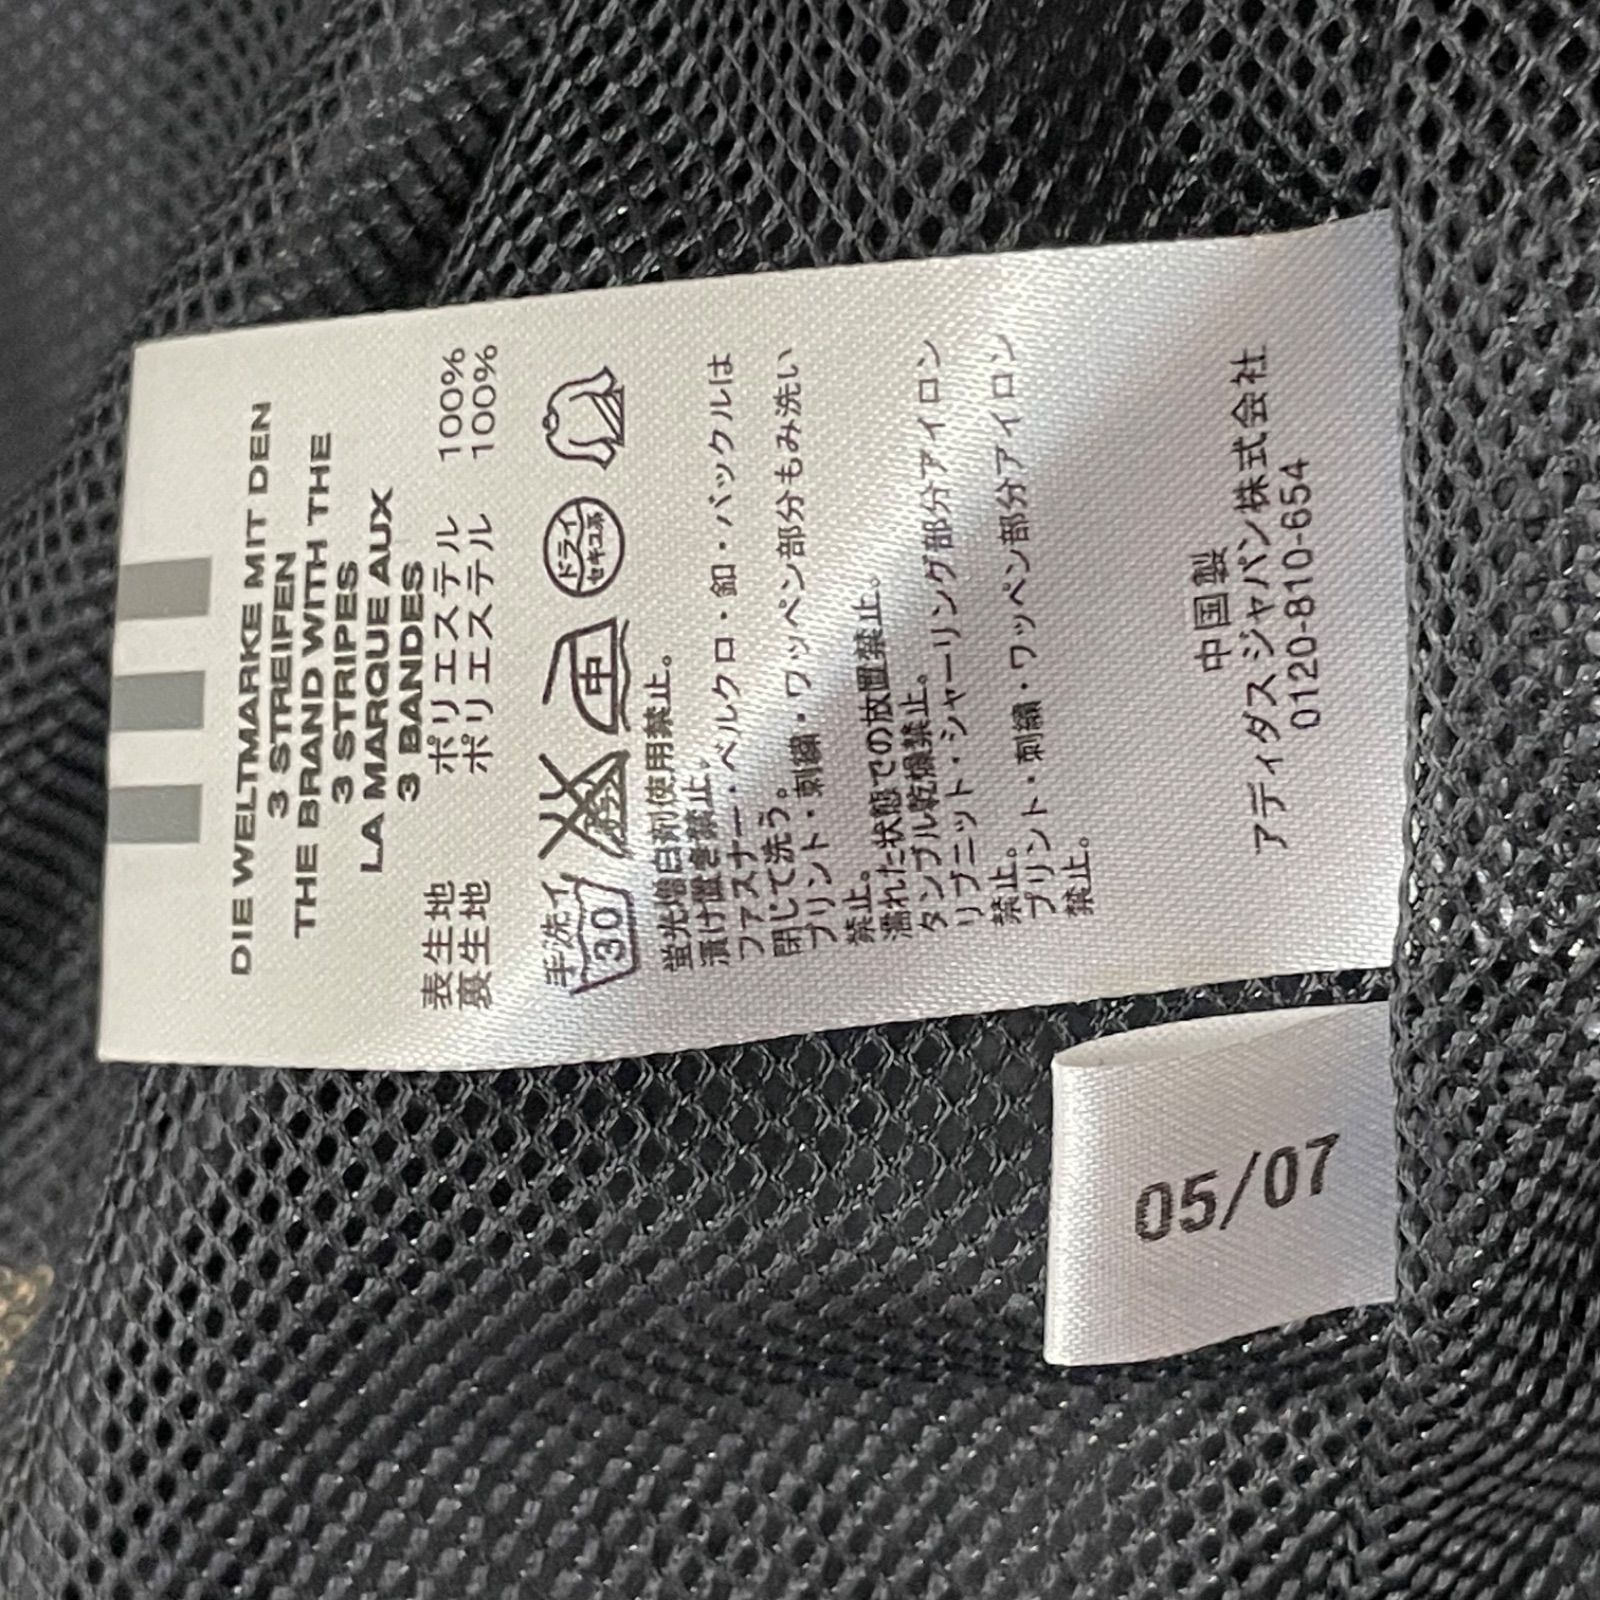 DIE WELTMARKE MIT DEN
3 STREIFEN
THE BRAND WITH THE
3 STRIPES
LA MARQUE AUX
3 BANDES
表生地 ポリエステル 100%
裏生地 ポリエステル 100%
手洗イ
30
エンソサラシ
中
ドライ
セキユ系
蛍光増白剤使用禁止。
漬け置き禁止。
ファスナー・ベルクロ・釦・バックルは
閉じて洗う。
プリント・刺繍・ワッペン部分もみ洗い
禁止。
濡れた状態での放置禁止。
タンブル乾燥禁止。
リブニット・シャーリング部分アイロン
禁止。
プリント・刺繍・ワッペン部分アイロン
禁止。
中国製
アディダスジャパン株式会社
0120-810-654
05/07